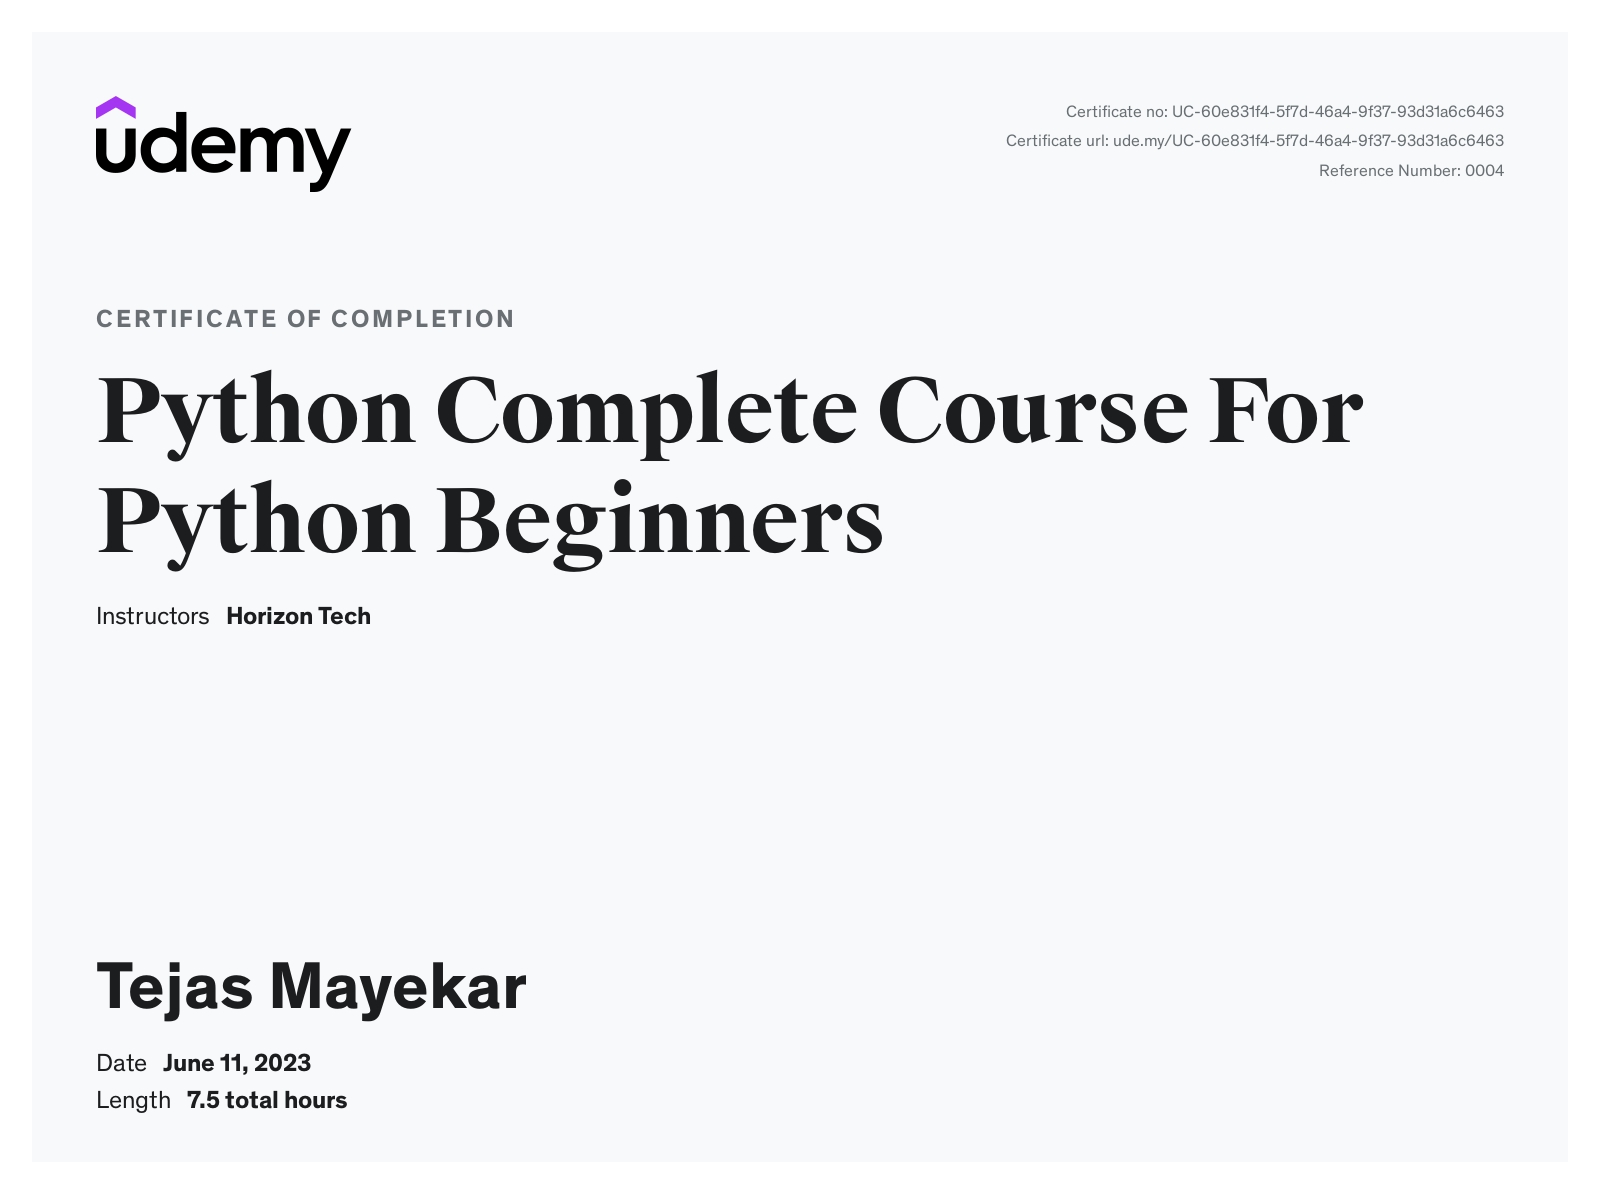 udemy
Certificate no: UC-60e831f4-5f7d-46a4-9f37-93d31a6c6463
Certificate url: ude.my/UC-60e831f4-5f7d-46a4-9f37-93d31a6c6463
Reference Number: 0004
CERTIFICATE OF COMPLETION
Python Complete Course For
Python Beginners
Instructors Horizon Tech
Tejas Mayekar
Date June 11, 2023
Length 7.5 total hours